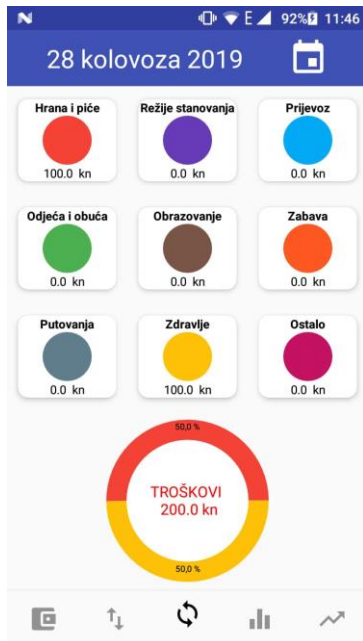 E 92% 11:46
28 kolovoza 2019
Hrana i piće Režije stanovanja Prijevoz
100.0 kn 0.0 kn 0.0 kn
Odjeća i obuća Obrazovanje Zabava
0.0 kn 0.0 kn 0.0 kn
Putovanja Zdravlje Ostalo
0.0 kn 100.0 kn 0.0 kn
50,0 %
TROŠKOVI
200.0 kn
50,0 %